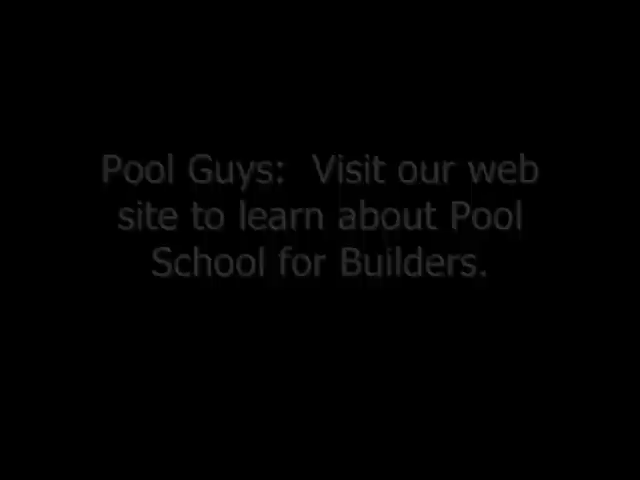 Pool Guys:  Visit our web
site to learn about Pool
School for Builders.